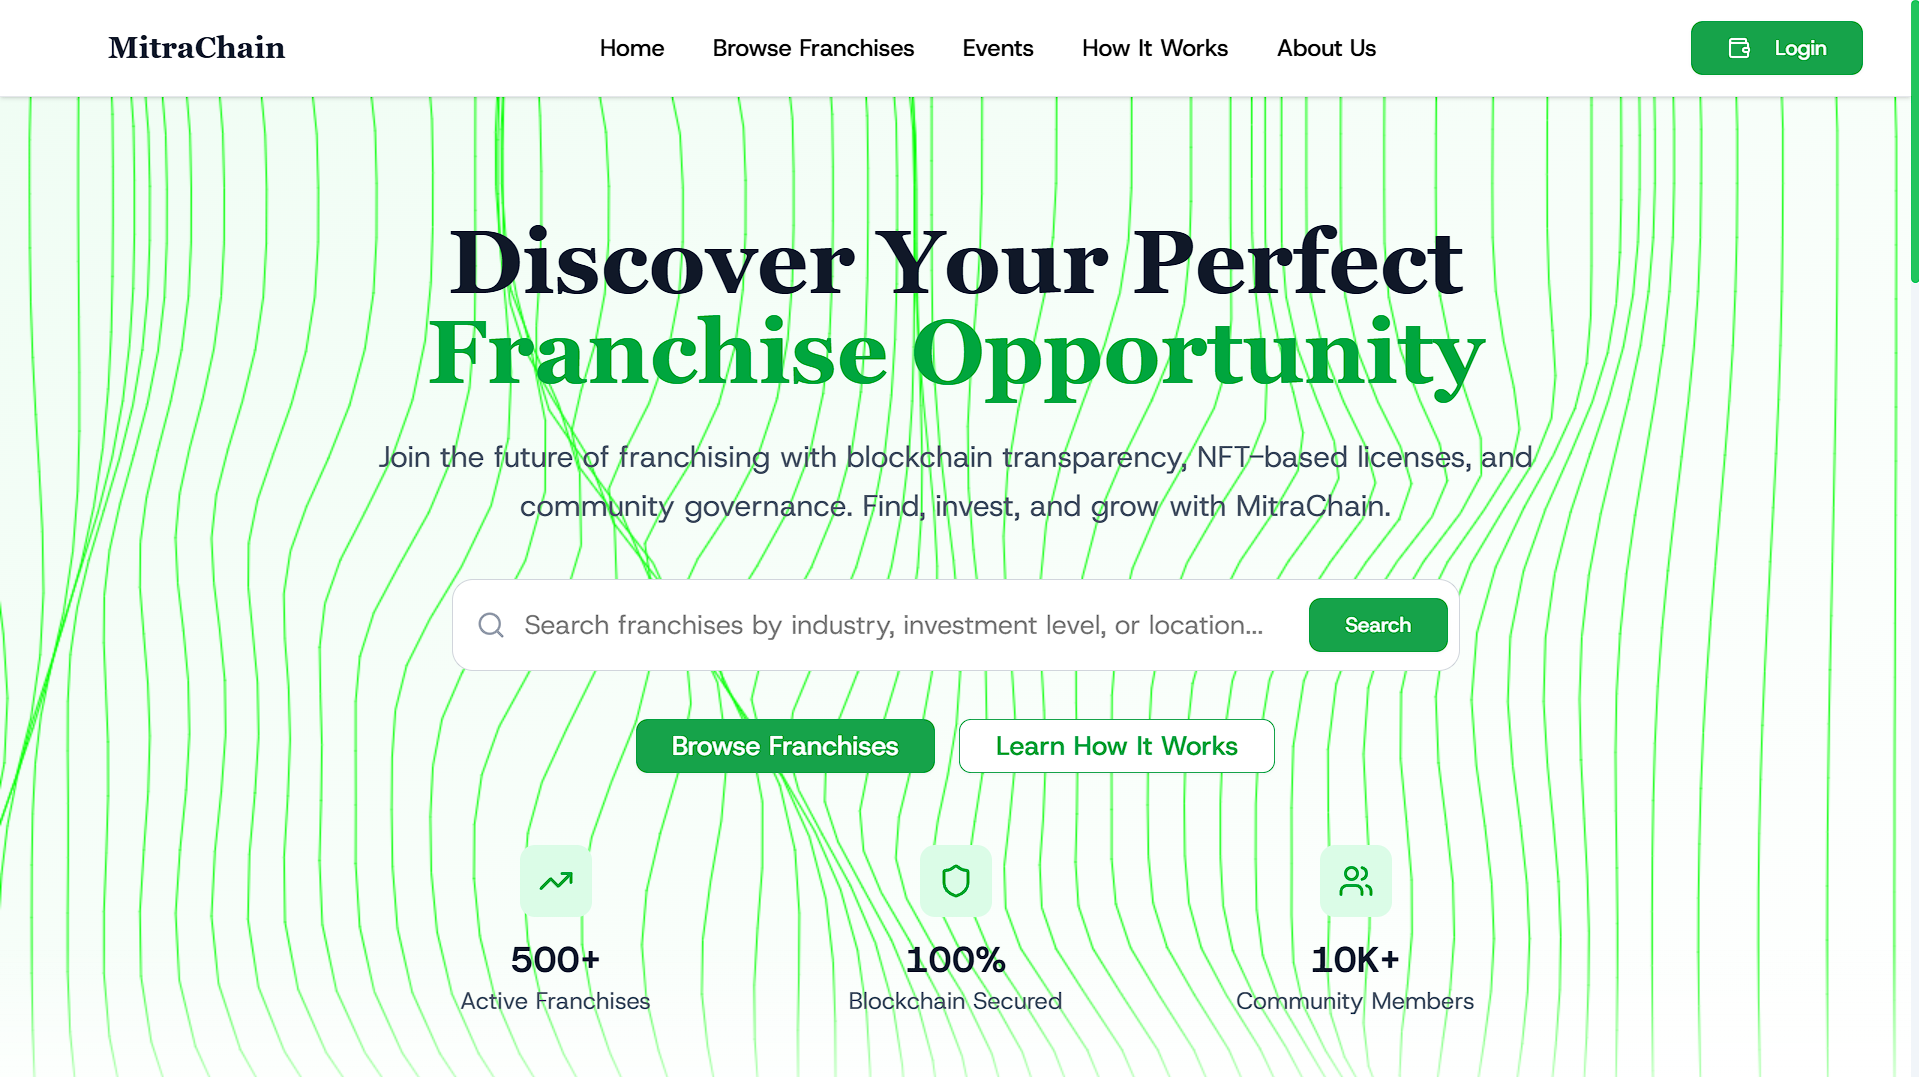 MitraChain
Home
Browse Franchises
Events
How It Works
About Us
Login
Discover Your Perfect
Franchise Opportunity
Join the future of franchising with blockchain transparency, NFT-based licenses, and
community governance. Find, invest, and grow with MitraChain.
Search franchises by industry, investment level, or location...
Search
Browse Franchises
Learn How It Works
500+
Active Franchises
100%
Blockchain Secured
10K+
Community Members